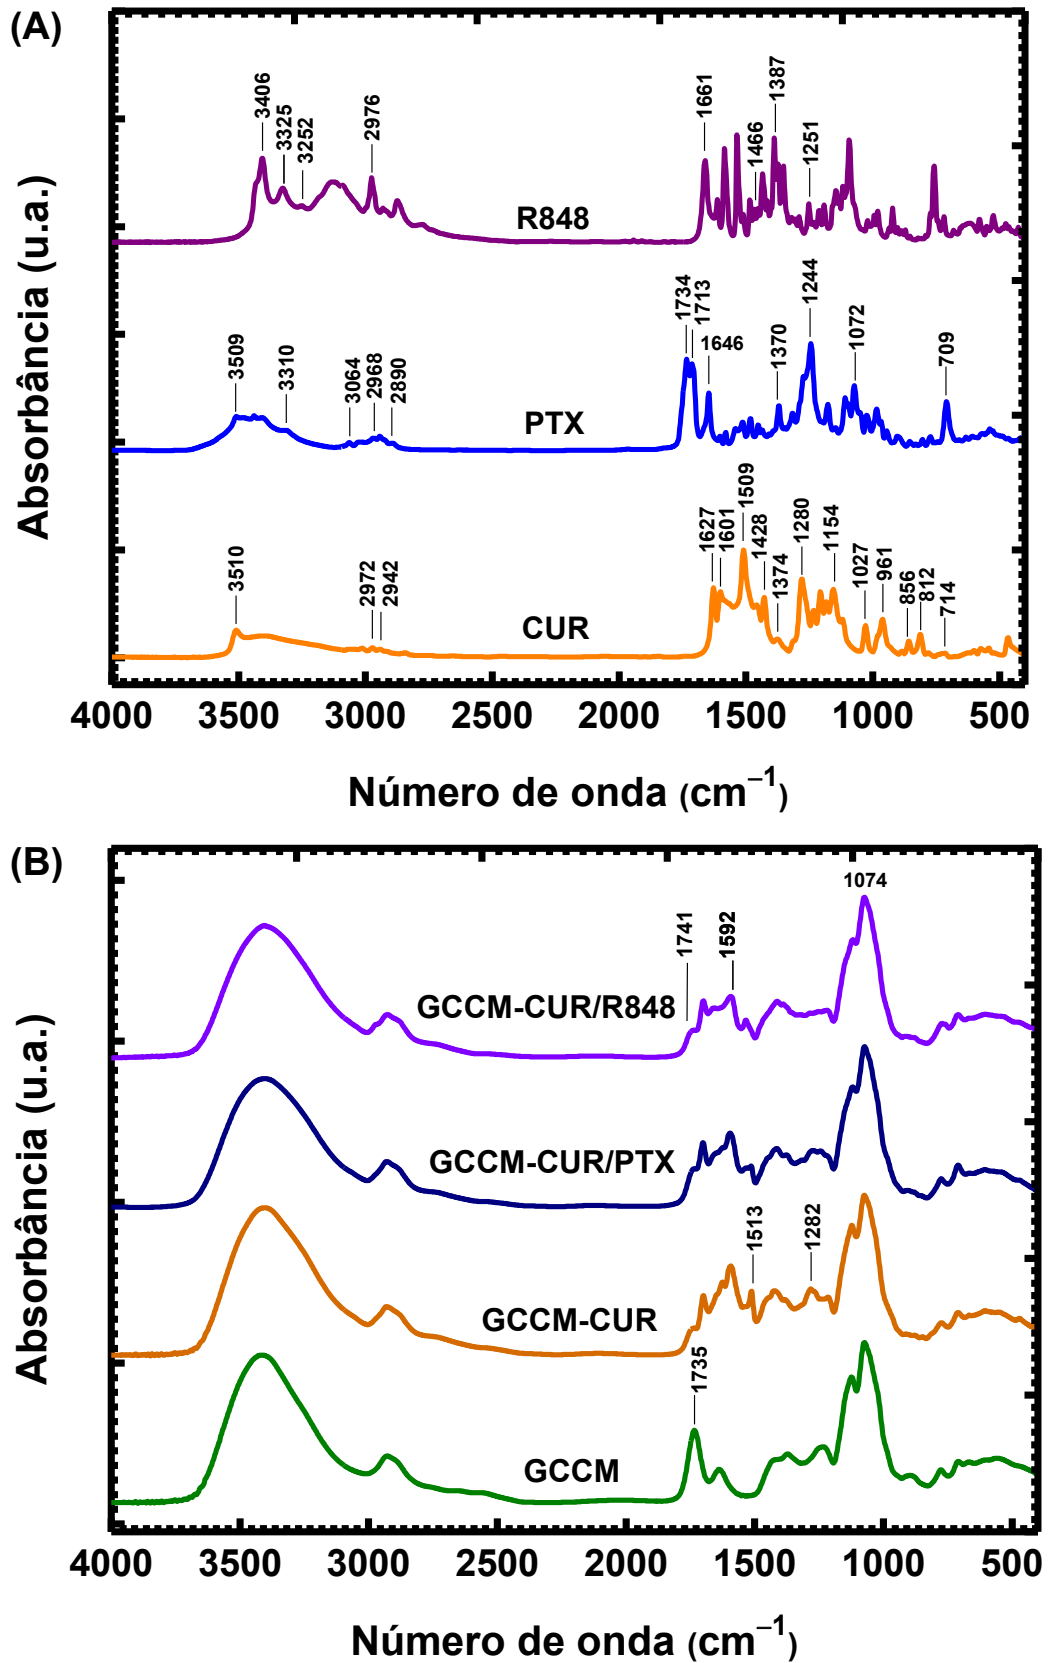 (A)
3406
3325
3252
2976
1661
1466
1387
1251
R848
3509
3310
3064
2968
2890
1734
1713
1646
1370
1244
1072
709
PTX
3510
2972
2942
1627
1601
1509
1428
1374
1280
1154
1027
961
856
812
714
CUR
Absorbância (u.a.)
4000 3500 3000 2500 2000 1500 1000 500
Número de onda (cm⁻¹)
(B)
1741
1592
1074
GCCM-CUR/R848
GCCM-CUR/PTX
1513
1282
GCCM-CUR
1735
GCCM
Absorbância (u.a.)
4000 3500 3000 2500 2000 1500 1000 500
Número de onda (cm⁻¹)